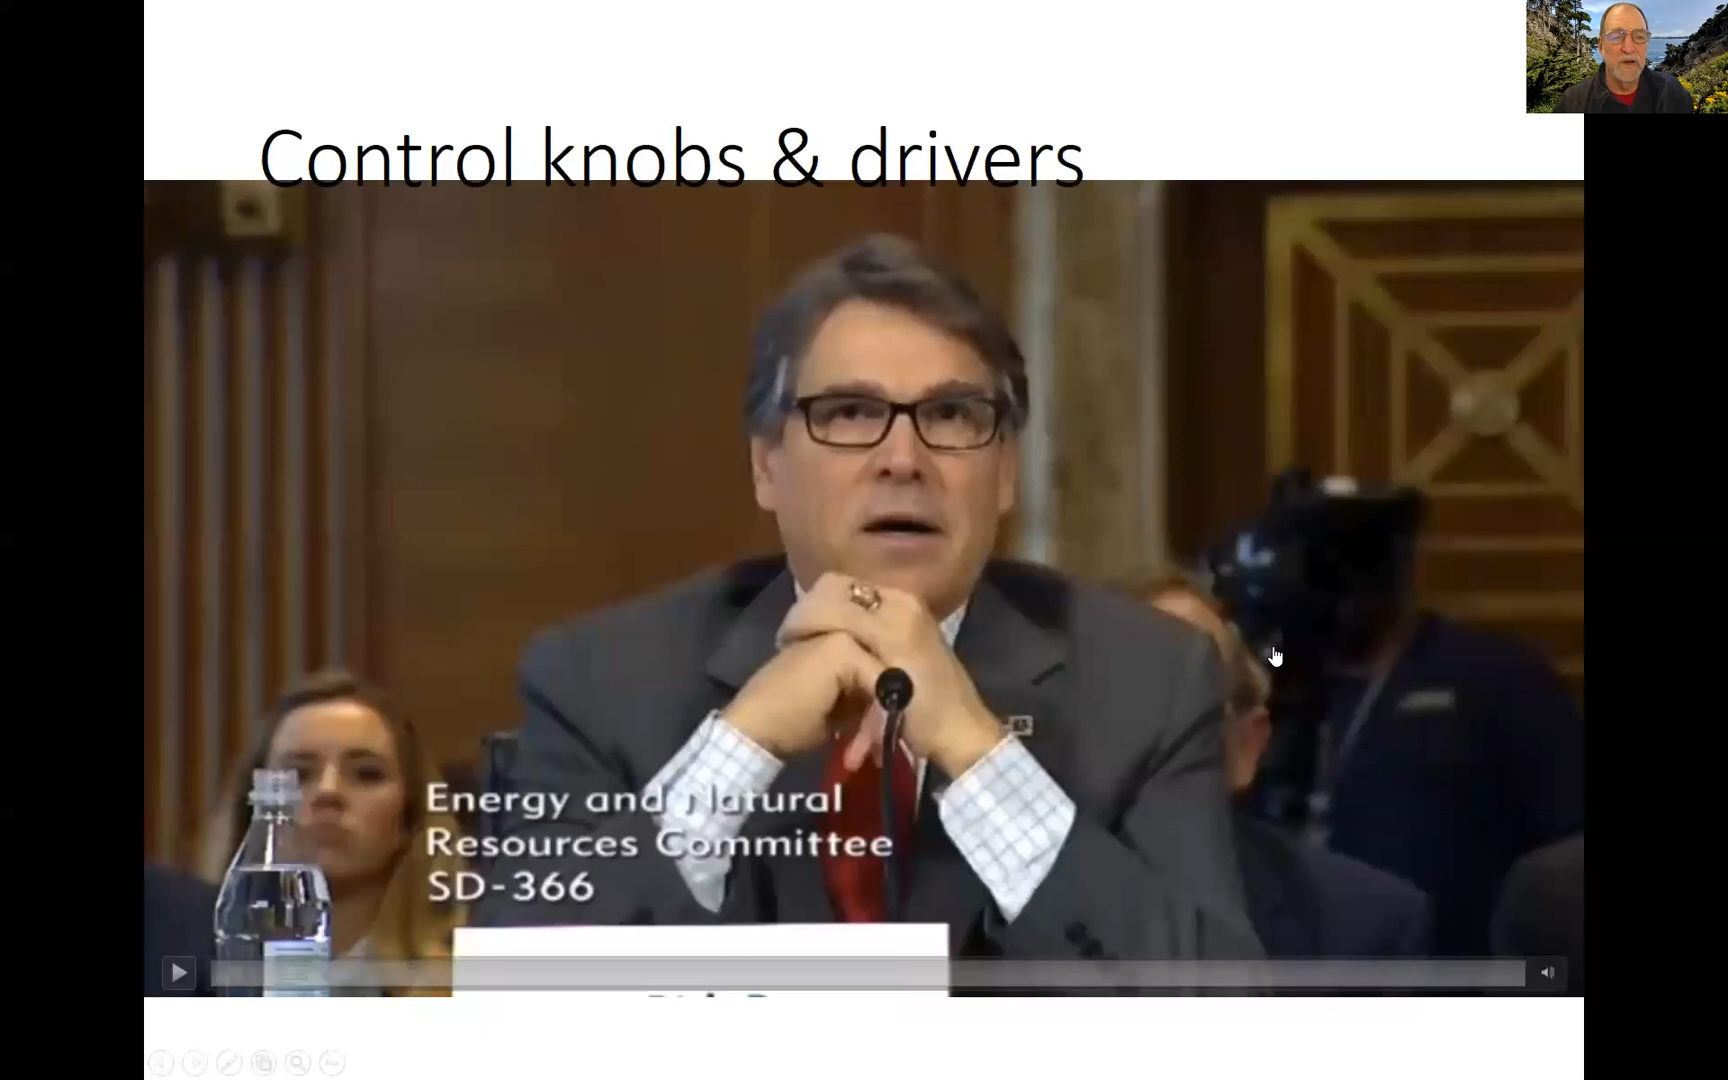 Control knobs & drivers
Energy and Natural
Resources Committee
SD-366